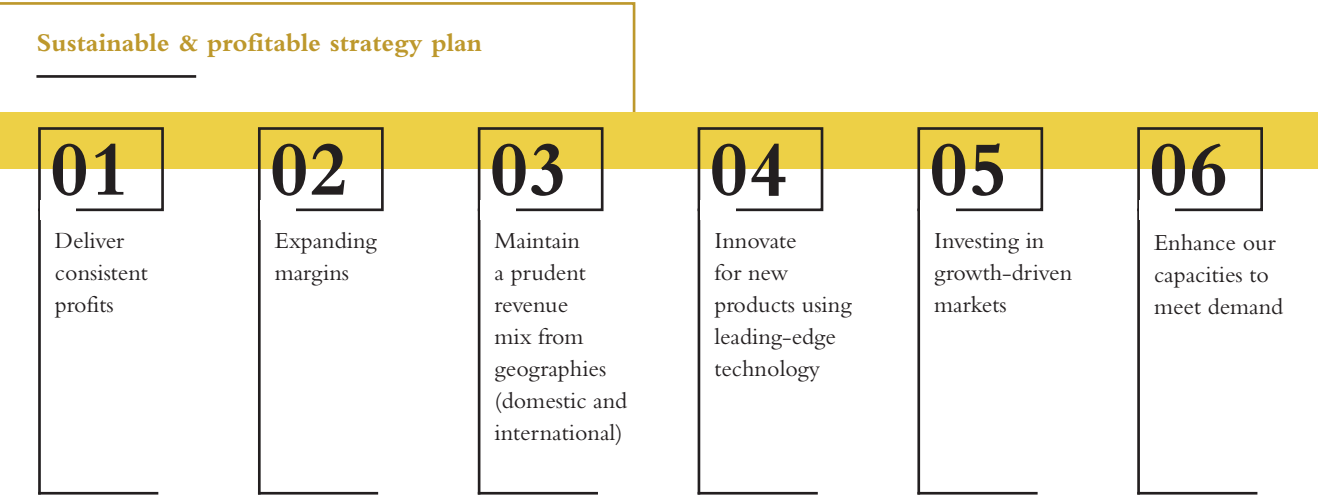 Sustainable & profitable strategy plan
01
Deliver
consistent
profits
02
Expanding
margins
03
Maintain
a prudent
revenue
mix from
geographies
(domestic and
international)
04
Innovate
for new
products using
leading-edge
technology
05
Investing in
growth-driven
markets
06
Enhance our
capacities to
meet demand